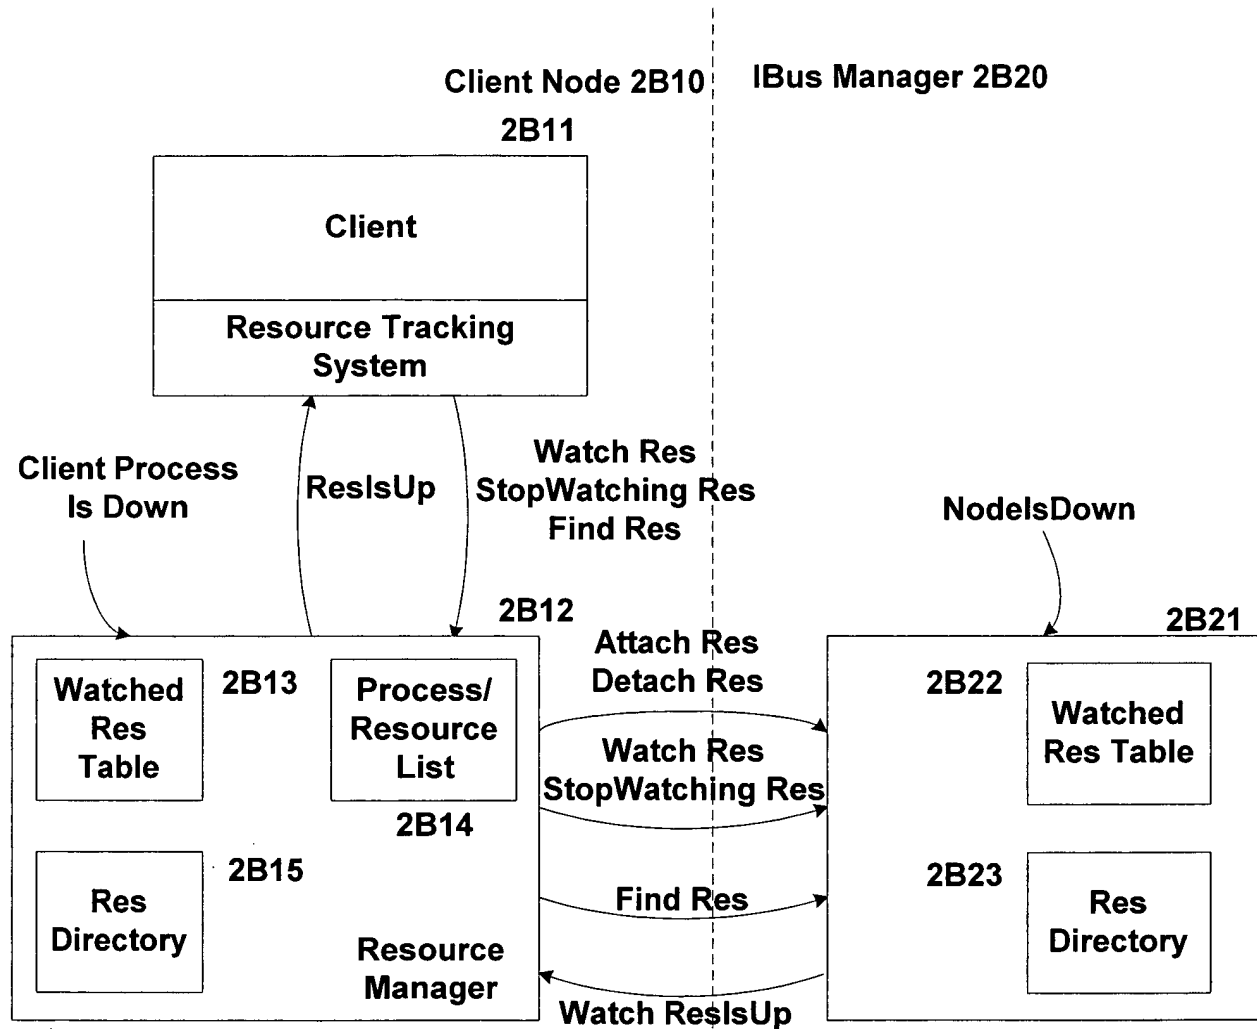 Client Node 2B10
IBus Manager 2B20
2B11
Client
Resource Tracking
System
Client Process
Is Down
ResIsUp
Watch Res
StopWatching Res
Find Res
NodeIsDown
2B12
2B21
Attach Res
Detach Res
Watched
Res
Table
2B13
Process/
Resource
List
2B14
2B22
Watched
Res Table
Watch Res
StopWatching Res
2B15
Res
Directory
Find Res
2B23
Res
Directory
Resource
Manager
Watch ResIsUp